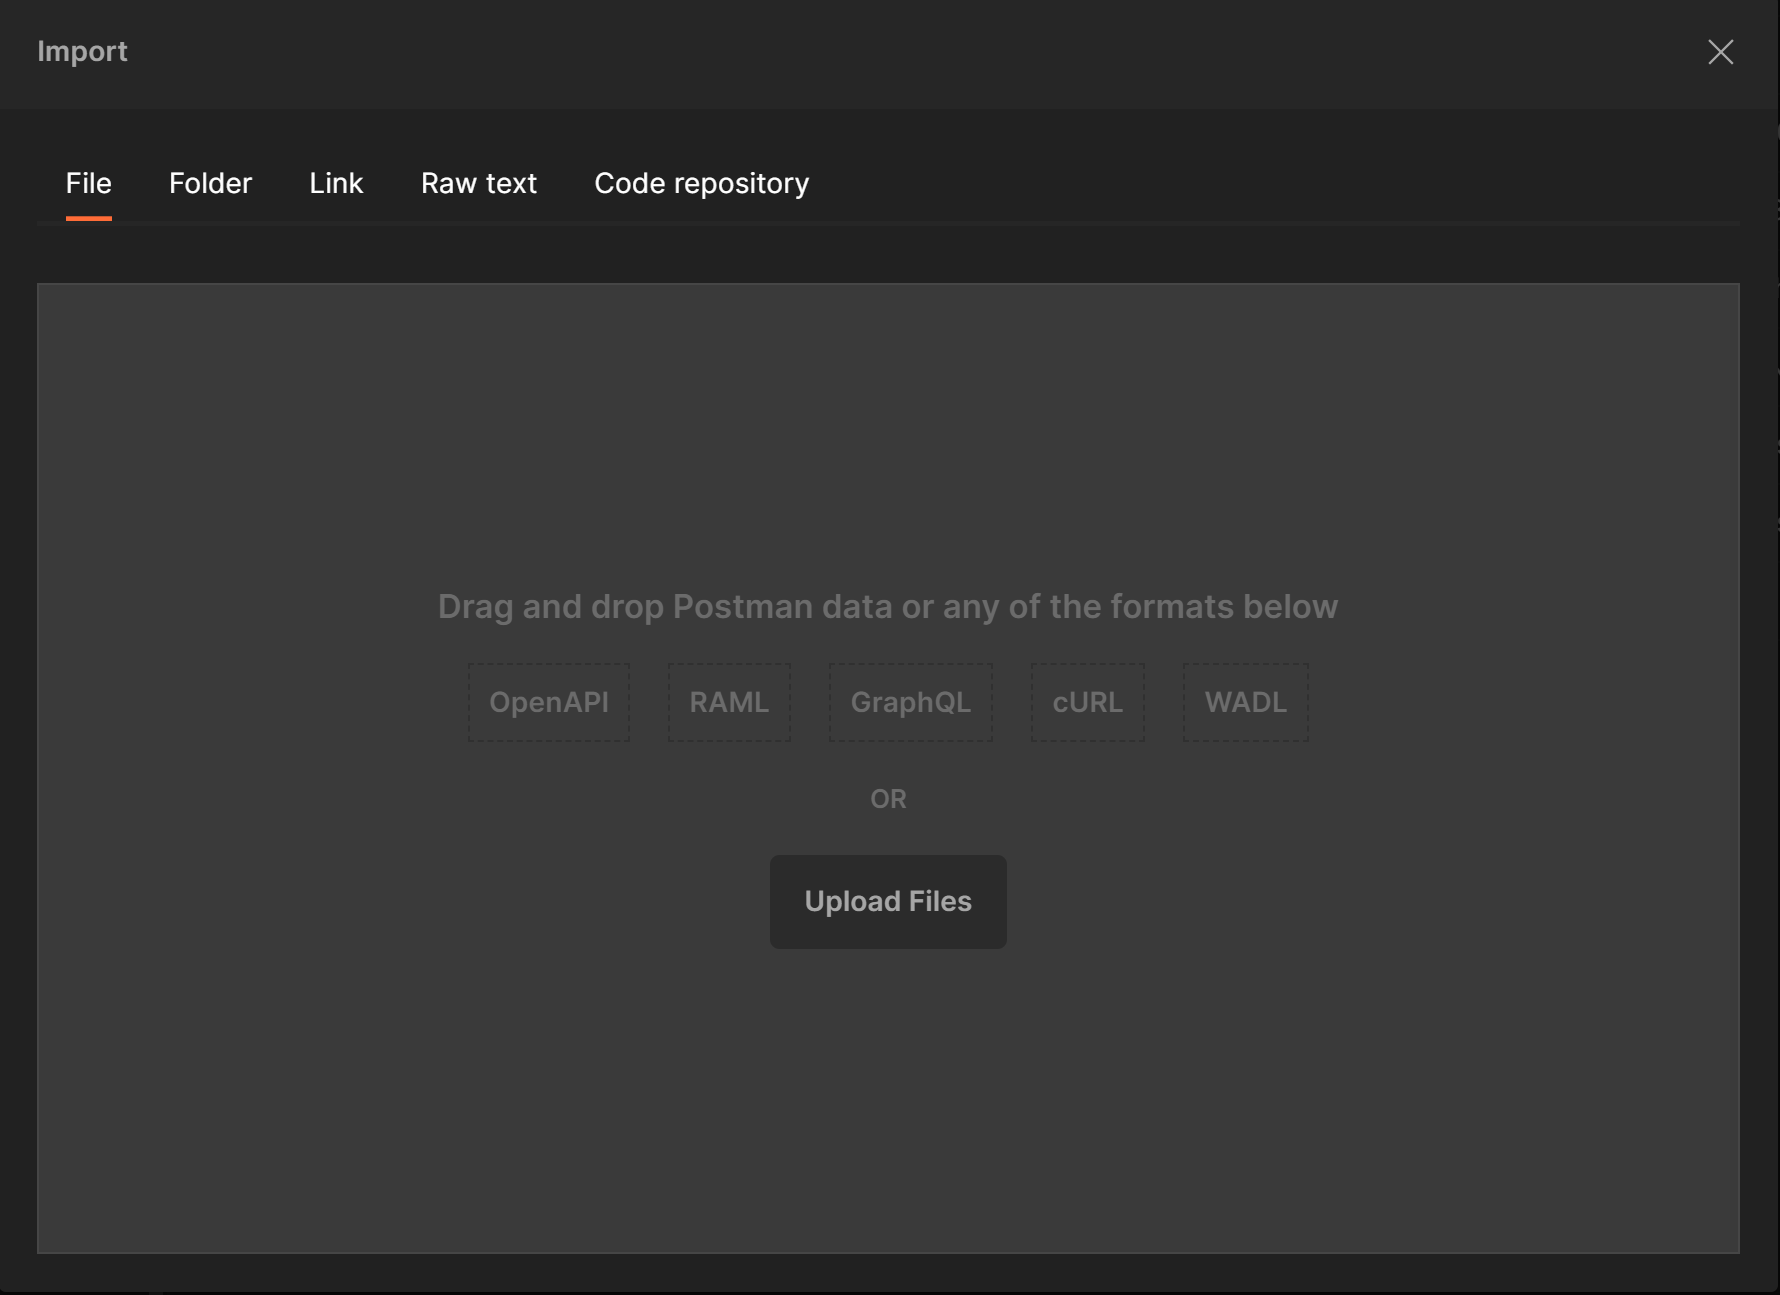 Import
File Folder Link Raw text Code repository
Drag and drop Postman data or any of the formats below
OpenAPI RAML GraphQL cURL WADL
OR
Upload Files